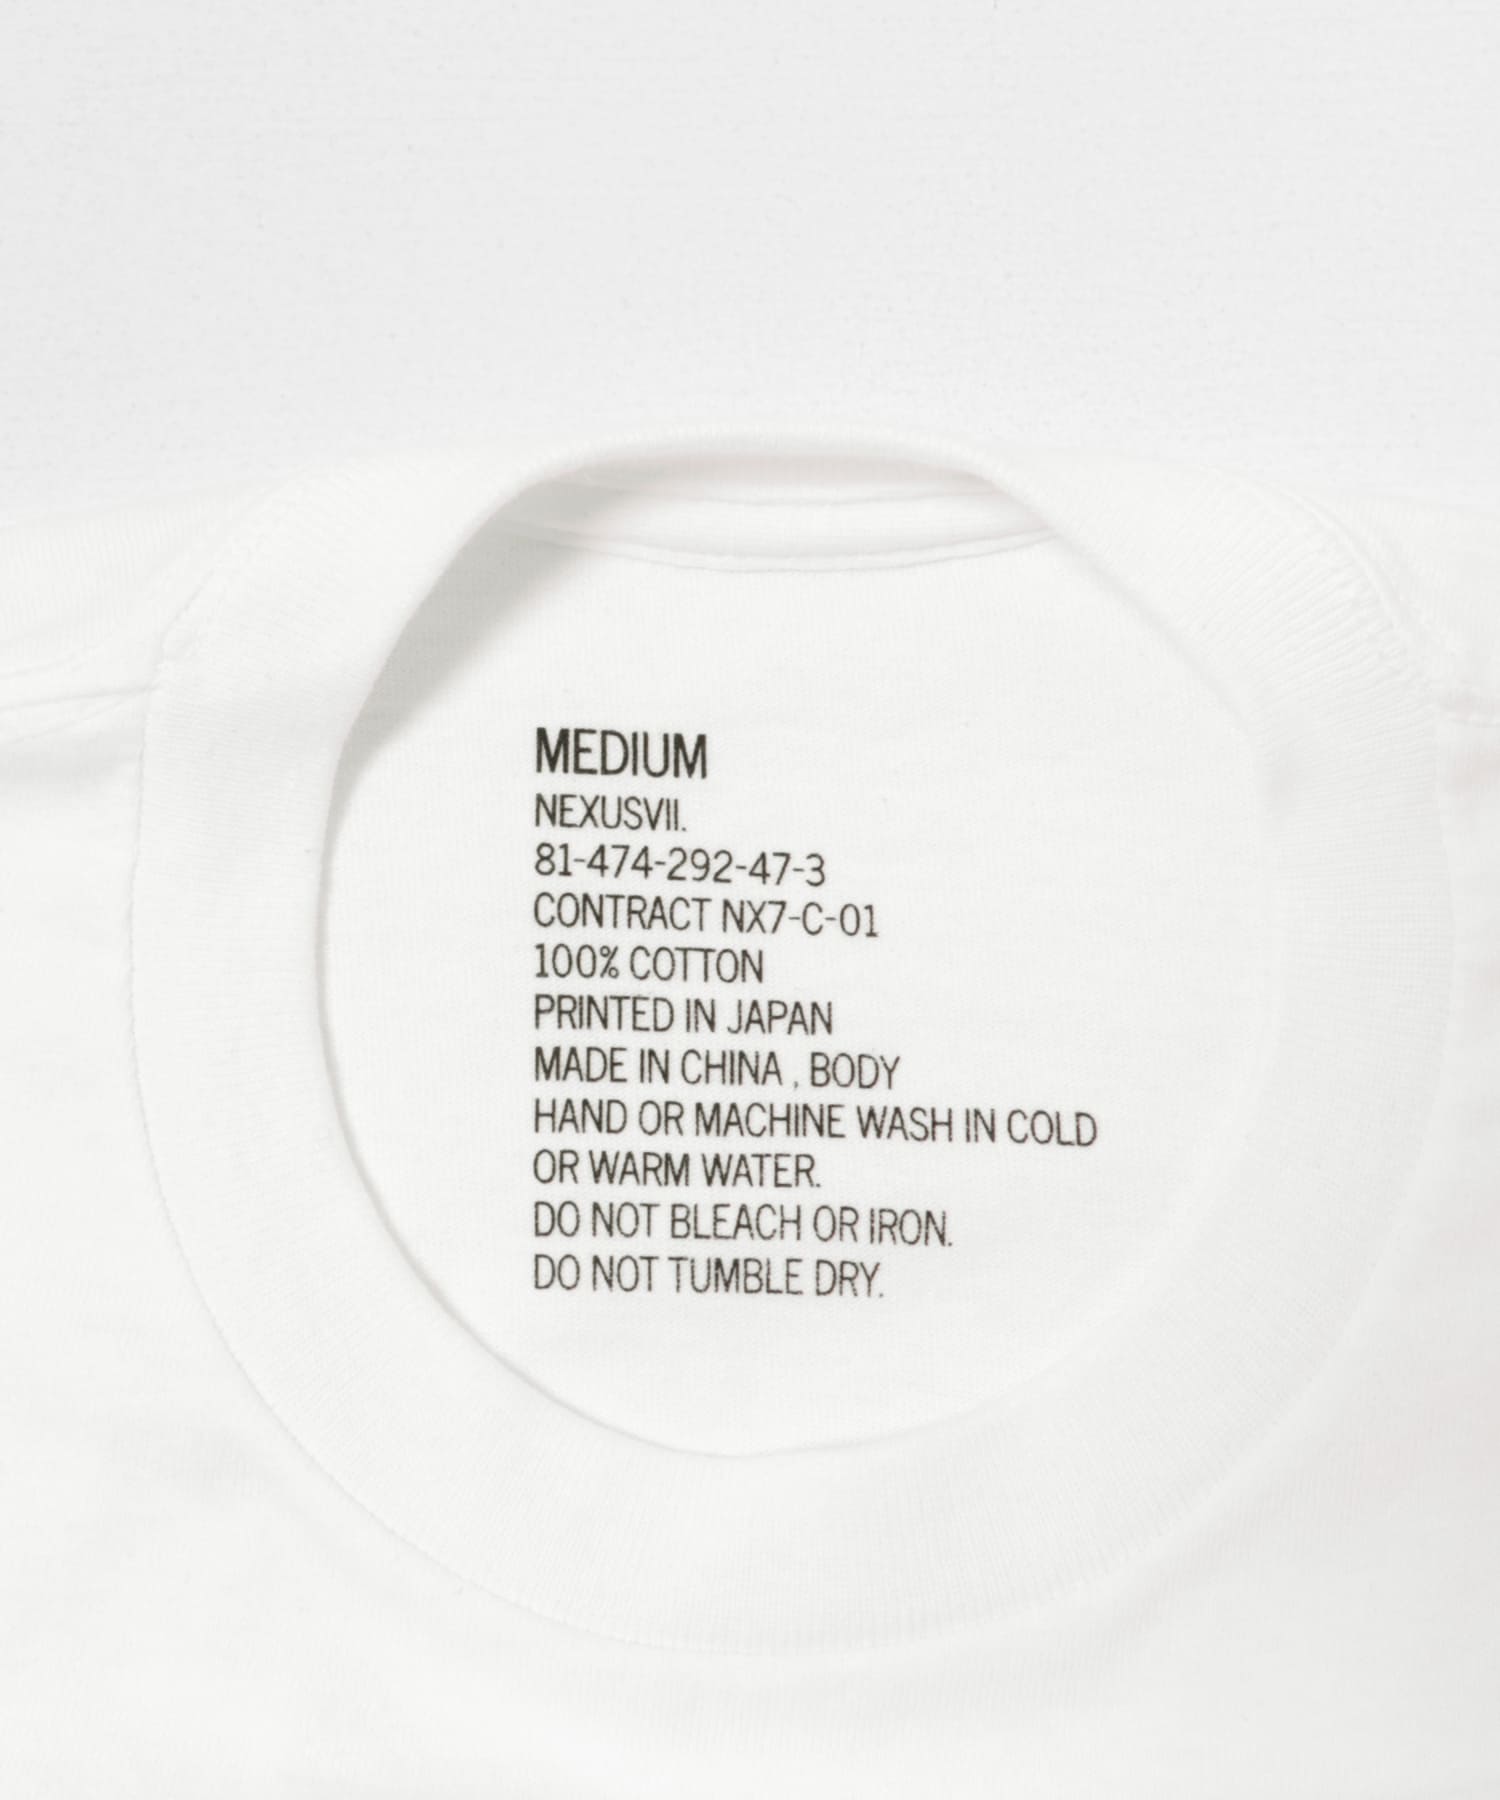 MEDIUM
NEXUSVII.
81-474-292-47-3
CONTRACT NX7-C-01
100% COTTON
PRINTED IN JAPAN
MADE IN CHINA , BODY
HAND OR MACHINE WASH IN COLD
OR WARM WATER.
DO NOT BLEACH OR IRON.
DO NOT TUMBLE DRY.